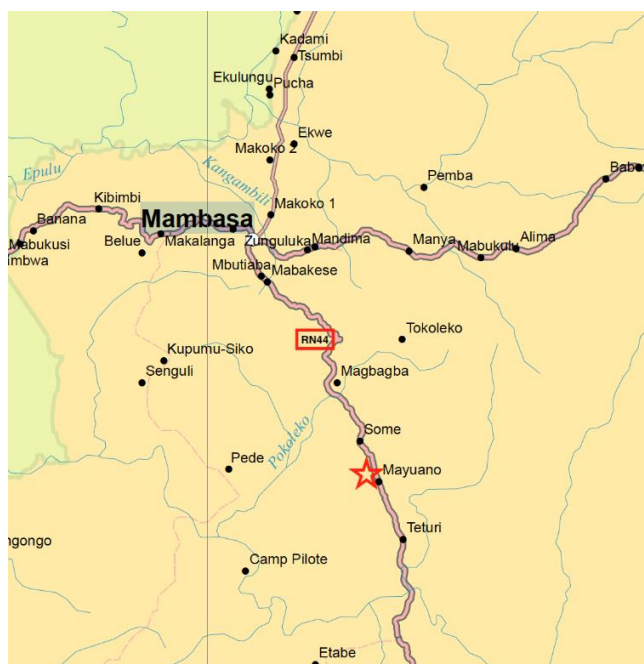 Kadami
Tsumbi
Ekulungu
Pucha
Ekwe
Makoko 2
Epulu
Kangambili
Pemba
Kibimbi
Makoko 1
Banana
Mambasa
Mabukusi
Belue
Makalanga
Zunguluka
Mandima
Manya
Mabukulu
Alima
Mbutiaba
Mabakese
RN44
Tokoleko
Kupumu-Siko
Senguli
Magbagba
Pokoleko
Some
Pede
Mayuano
Teturi
ngongo
Camp Pilote
Etabe